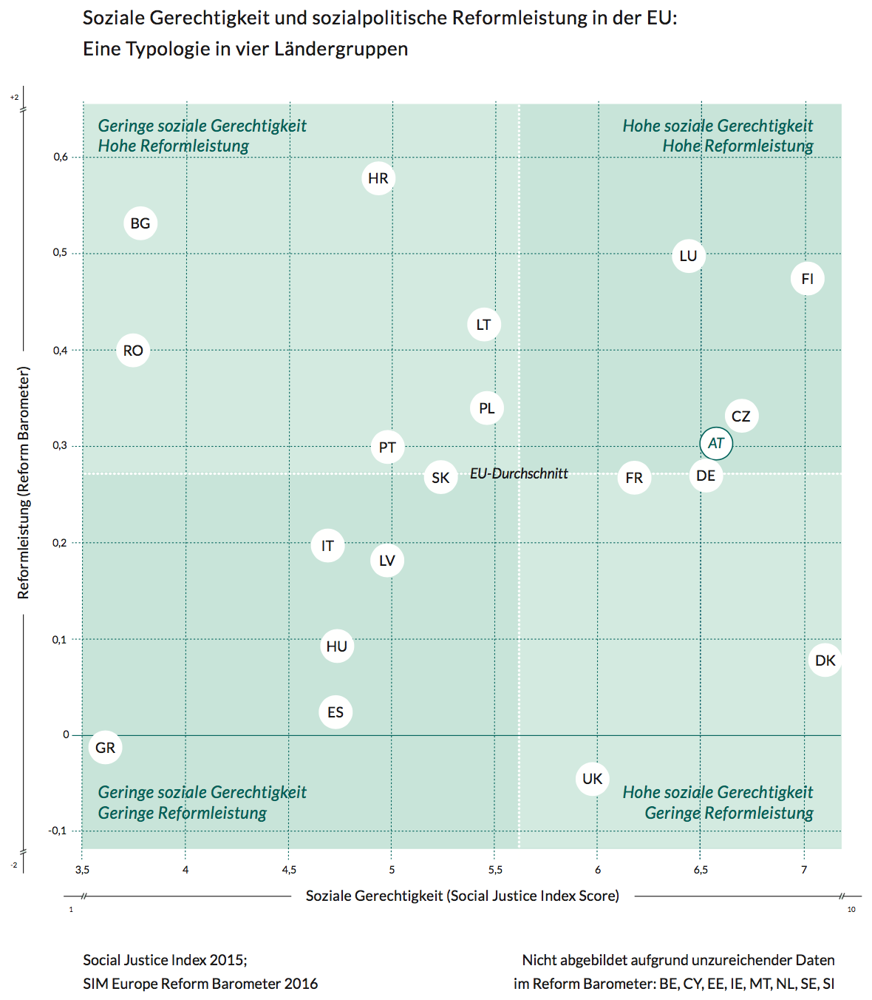 Soziale Gerechtigkeit und sozialpolitische Reformleistung in der EU:
Eine Typologie in vier Ländergruppen
+2
Geringe soziale Gerechtigkeit
Hohe Reformleistung
Hohe soziale Gerechtigkeit
Hohe Reformleistung
0,6
HR
BG
0,5
LU
FI
LT
0,4
RO
PL
CZ
0,3
PT
AT
SK
EU-Durchschnitt
FR
DE
0,2
IT
LV
0,1
HU
DK
ES
0
GR
UK
Geringe soziale Gerechtigkeit
Geringe Reformleistung
Hohe soziale Gerechtigkeit
Geringe Reformleistung
-0,1
-2
Reformleistung (Reform Barometer)
3,5
4
4,5
5
5,5
6
6,5
7
Soziale Gerechtigkeit (Social Justice Index Score)
1
10
Social Justice Index 2015;
SIM Europe Reform Barometer 2016
Nicht abgebildet aufgrund unzureichender Daten
im Reform Barometer: BE, CY, EE, IE, MT, NL, SE, SI